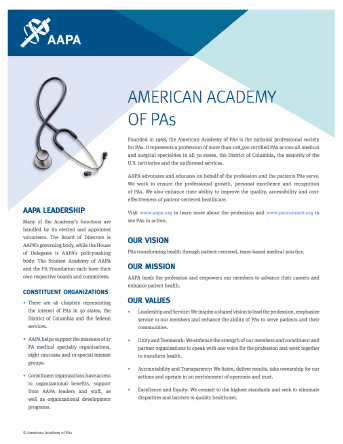 AAPA
AMERICAN ACADEMY
OF PAs
Founded in 1968, the American Academy of PAs is the national professional society
for PAs. It represents a profession of more than 108,500 certified PAs across all medical
and surgical specialties in all 50 states, the District of Columbia, the majority of the
U.S. territories and the uniformed services.
AAPA advocates and educates on behalf of the profession and the patients PAs serve.
We work to ensure the professional growth, personal excellence and recognition
of PAs. We also enhance their ability to improve the quality, accessibility and cost-
effectiveness of patient-centered healthcare.
Visit www.aapa.org to learn more about the profession and www.pasconnect.org to
see PAs in action.
OUR VISION
PAs transforming health through patient-centered, team-based medical practice.
OUR MISSION
AAPA leads the profession and empowers our members to advance their careers and
enhance patient health.
OUR VALUES
• Leadership and Service: We inspire a shared vision to lead the profession, emphasize
service to our members and enhance the ability of PAs to serve patients and their
communities.
• Unity and Teamwork: We embrace the strength of our members and constituent and
partner organizations to speak with one voice for the profession and work together
to transform health.
• Accountability and Transparency: We listen, deliver results, take ownership for our
actions and operate in an environment of openness and trust.
• Excellence and Equity: We commit to the highest standards and seek to eliminate
disparities and barriers to quality healthcare.
AAPA LEADERSHIP
Many of the Academy's functions are
handled by its elected and appointed
volunteers. The Board of Directors is
AAPA's governing body, while the House
of Delegates is AAPA's policymaking
body. The Student Academy of AAPA
and the PA Foundation each have their
own respective boards and committees.
CONSTITUENT ORGANIZATIONS
• There are 56 chapters representing
the interests of PAs in 50 states, the
District of Columbia and the federal
services.
• AAPA helps support the missions of 27
PA medical specialty organizations,
eight caucuses and 19 special interest
groups.
• Constituent organizations have access
to organizational benefits, support
from AAPA leaders and staff, as
well as organizational development
programs.
© American Academy of PAs